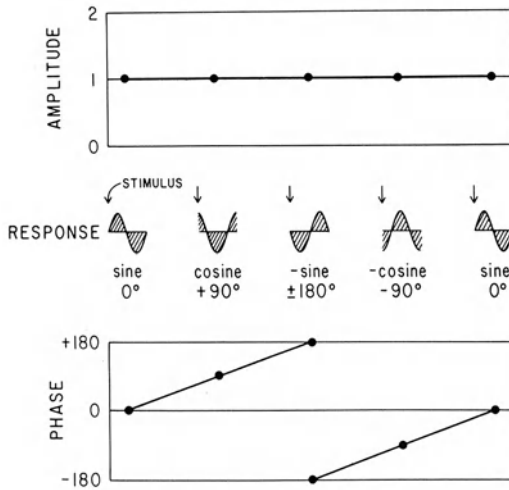 2
AMPLITUDE
1
0
STIMULUS
RESPONSE
sine cosine -sine -cosine sine
0° +90° ±180° -90° 0°
+180
PHASE
0
-180